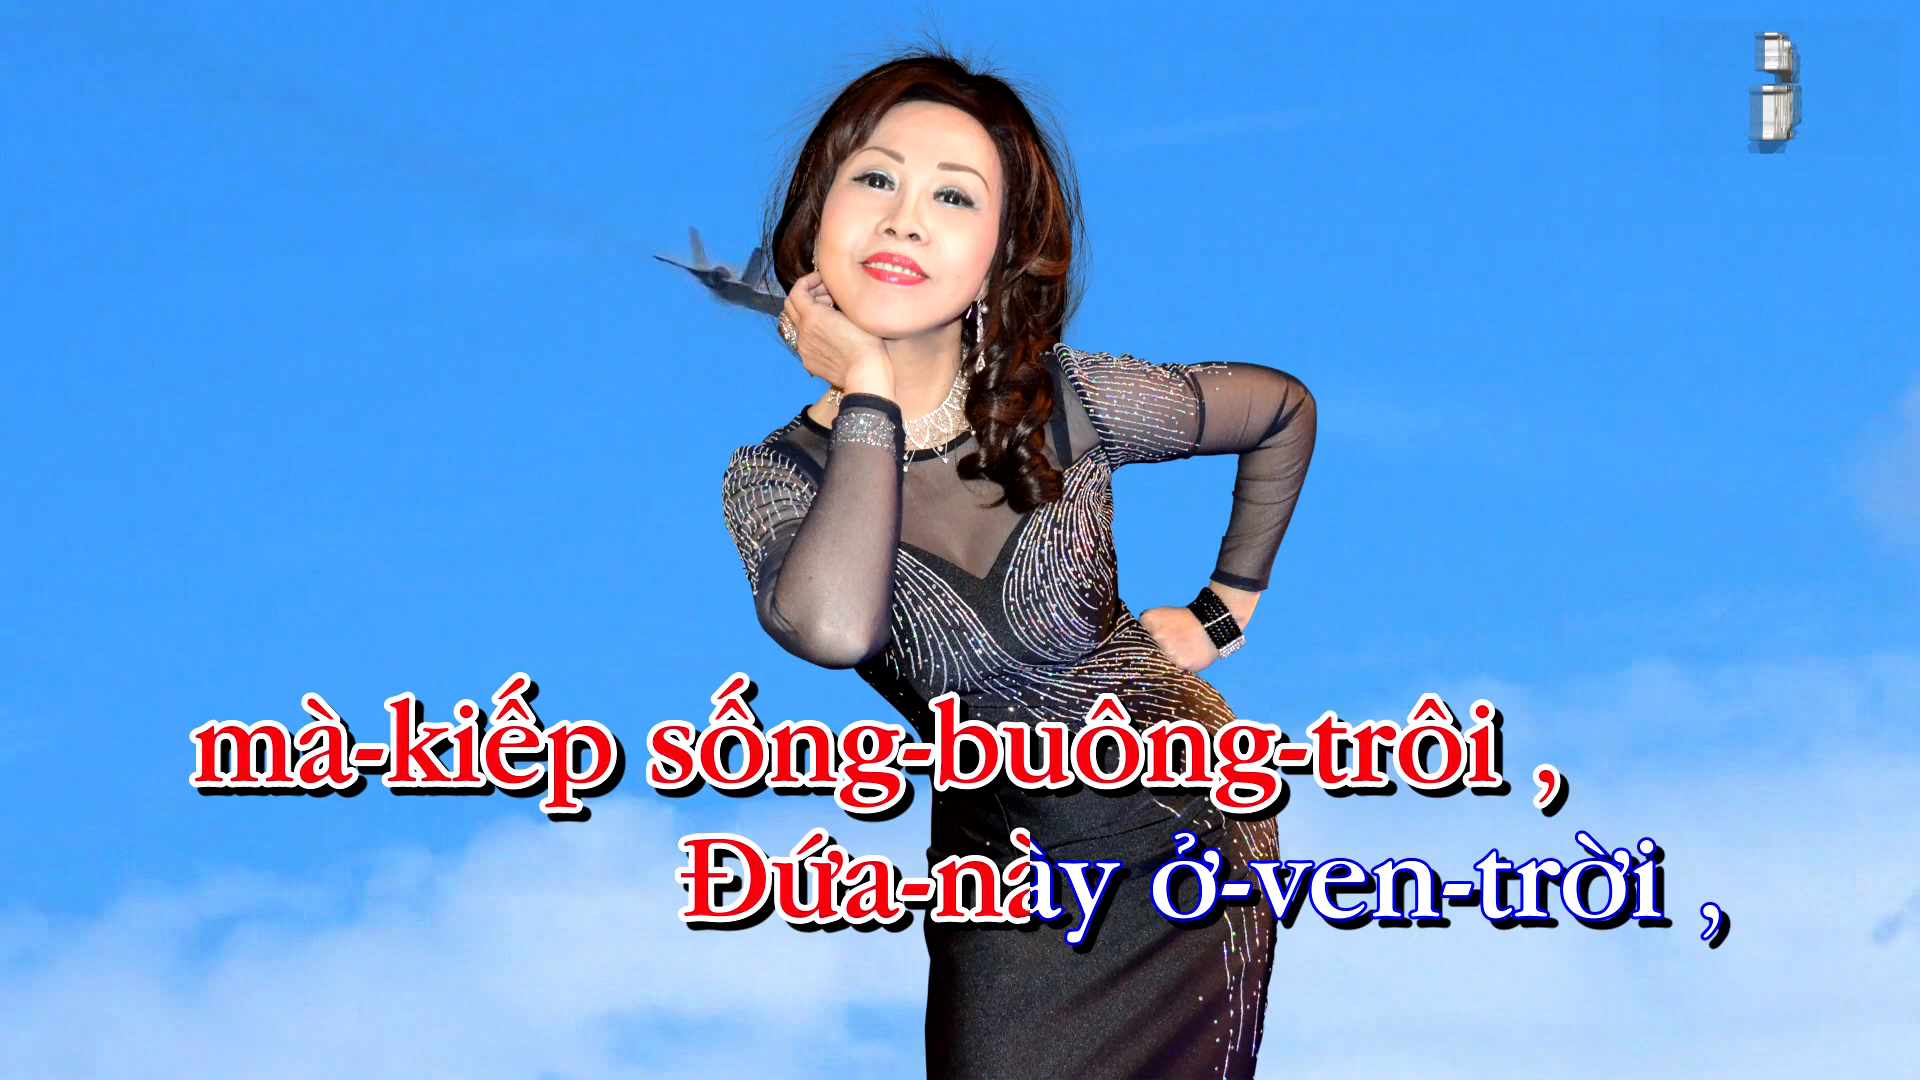 mà-kiếp sống-buông-trôi ,
Đứa-này ở-ven-trời ,